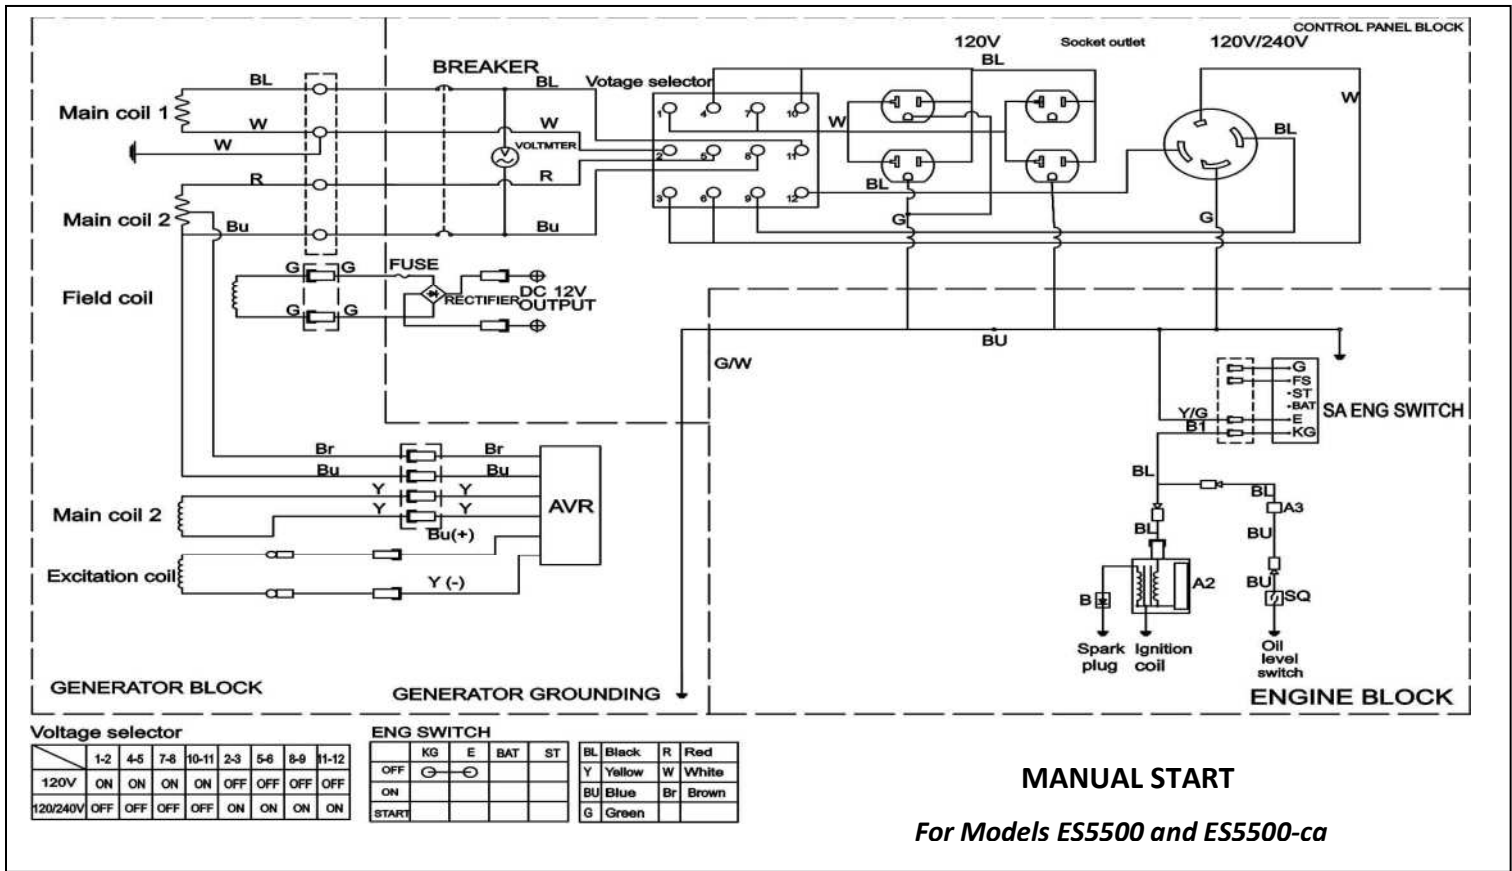 CONTROL PANEL BLOCK
120V
Socket outlet
120V/240V
BREAKER
BL
BL
BL
Votage selector
Main coil 1
1
4
7
10
W
W
W
BL
W
W
VOLTMTER
2
5
8
11
R
R
BL
3
6
9
12
Main coil 2
Bu
Bu
G
G
G
G
FUSE
Field coil
RECTIFIER
DC 12V
OUTPUT
G
G
BU
G/W
G
FS
ST
BAT
E
KG
SA ENG SWITCH
Y/G
B1
Br
Br
Bu
Bu
Y
Y
Y
Y
AVR
Main coil 2
Bu(+)
Excitation coil
Y (-)
BL
BL
A3
BL
BU
BU
A2
B
SQ
Spark
plug
Ignition
coil
Oil
level
switch
GENERATOR BLOCK
GENERATOR GROUNDING
ENGINE BLOCK
Voltage selector
1-2 4-5 7-8 10-11 2-3 5-6 8-9 11-12
120V ON ON ON ON OFF OFF OFF OFF
120/240V OFF OFF OFF OFF ON ON ON ON
ENG SWITCH
KG E BAT ST
OFF
ON
START
BL Black R Red
Y Yellow W White
BU Blue Br Brown
G Green
MANUAL START
For Models ES5500 and ES5500-ca